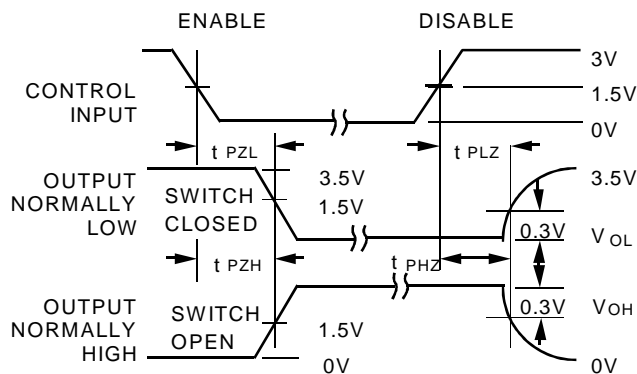 ENABLE
DISABLE
CONTROL
INPUT
3V
1.5V
0V
t PZL
t PLZ
OUTPUT
NORMALLY
LOW
SWITCH
CLOSED
3.5V
1.5V
3.5V
0.3V
VOL
t PZH
t PHZ
OUTPUT
NORMALLY
HIGH
SWITCH
OPEN
1.5V
0V
0.3V
VOH
0V